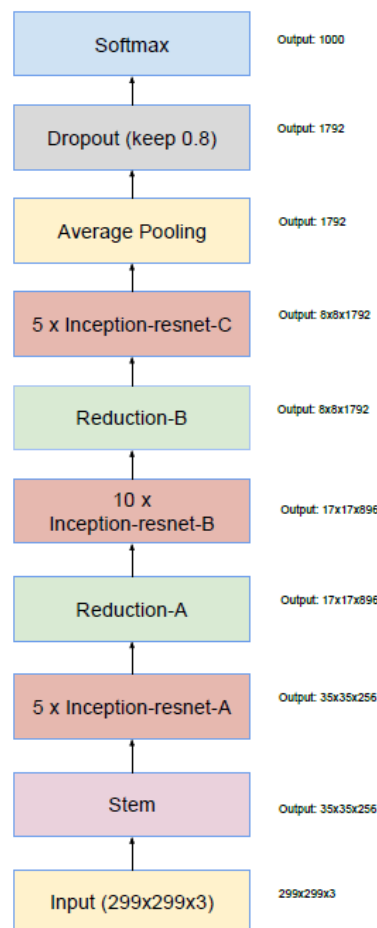 Softmax
Output: 1000
Dropout (keep 0.8)
Output: 1792
Average Pooling
Output: 1792
5 x Inception-resnet-C
Output: 8x8x1792
Reduction-B
Output: 8x8x1792
10 x
Inception-resnet-B
Output: 17x17x896
Reduction-A
Output: 17x17x896
5 x Inception-resnet-A
Output: 35x35x256
Stem
Output: 35x35x256
Input (299x299x3)
299x299x3